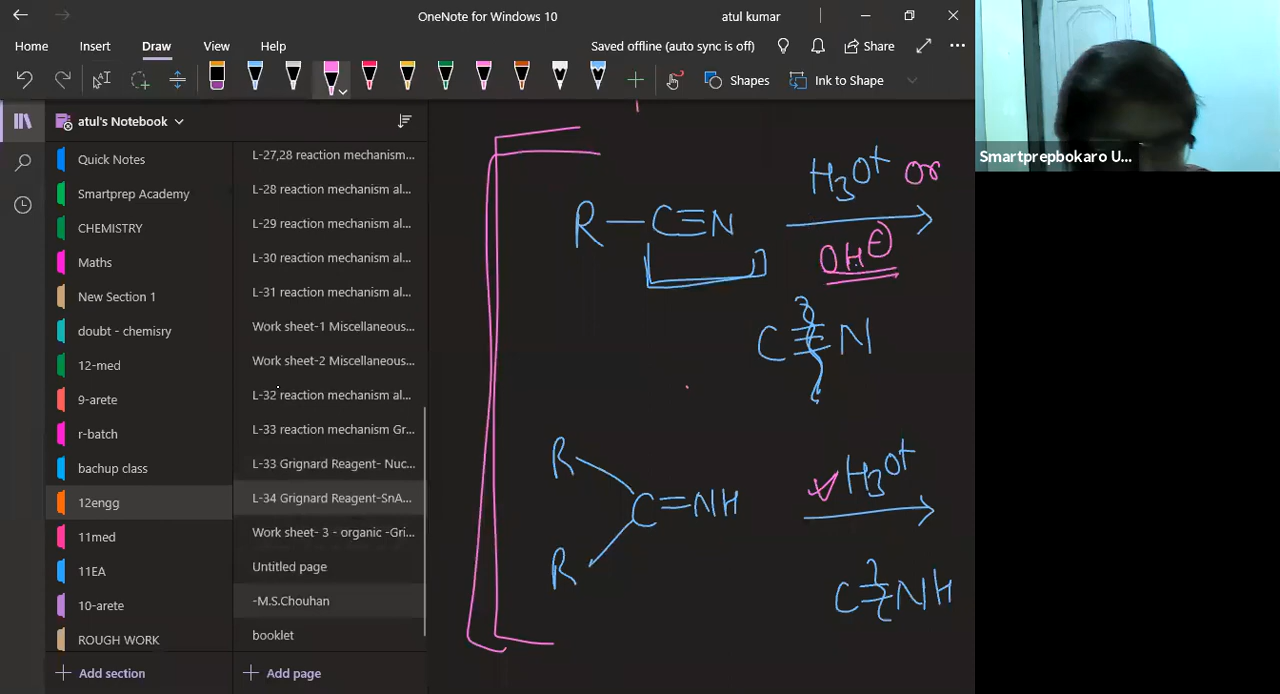 OneNote for Windows 10
atul kumar
Home Insert Draw View Help
Saved offline (auto sync is off)
Share
Shapes
Ink to Shape
atul's Notebook
Quick Notes
Smartprep Academy
CHEMISTRY
Maths
New Section 1
doubt - chemisry
12-med
9-arete
r-batch
bachup class
12engg
11med
11EA
10-arete
ROUGH WORK
Add section
L-27,28 reaction mechanism...
L-28 reaction mechanism al...
L-29 reaction mechanism al...
L-30 reaction mechanism al...
L-31 reaction mechanism al...
Work sheet-1 Miscellaneous...
Work sheet-2 Miscellaneous...
L-32 reaction mechanism al...
L-33 reaction mechanism Gr...
L-33 Grignard Reagent- Nuc...
L-34 Grignard Reagent-SnA...
Work sheet- 3 - organic -Gri...
Untitled page
-M.S.Chouhan
booklet
Add page
H3O+ or
R—C≡N
OH⊖
C≡N
R
H3O+
C=NH
R
C=NH
Smartprepbokaro U...